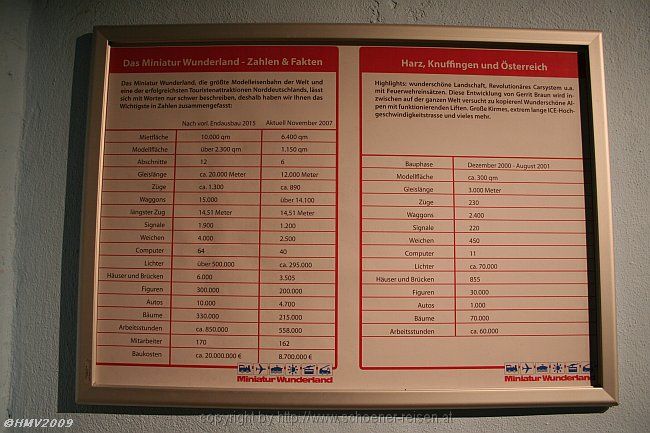 Das Miniatur Wunderland - Zahlen & Fakten
Das Miniatur Wunderland, die größte Modelleisenbahn der Welt und
eine der erfolgreichsten Touristenattraktionen Norddeutschlands, lässt
sich mit Worten nur schwer beschreiben, deshalb haben wir Ihnen das
Wichtigste in Zahlen zusammengefasst:
Nach vorl. Endausbau 2015 Aktuell November 2007
Mietfläche 10.000 qm 6.400 qm
Modellfläche über 2.300 qm 1.150 qm
Abschnitte 12 6
Gleislänge ca. 20.000 Meter 12.000 Meter
Züge ca. 1.300 ca. 890
Waggons 15.000 über 14.100
längster Zug 14,51 Meter 14,51 Meter
Signale 1.900 1.200
Weichen 4.000 2.500
Computer 64 40
Lichter über 500.000 ca. 295.000
Häuser und Brücken 6.000 3.505
Figuren 300.000 200.000
Autos 10.000 4.700
Bäume 330.000 215.000
Arbeitsstunden ca. 850.000 558.000
Mitarbeiter 170 162
Baukosten ca. 20.000.000 € 8.700.000 €
Miniatur Wunderland
Harz, Knuffingen und Österreich
Highlights: wunderschöne Landschaft, Revolutionäres Carsystem u.a.
mit Feuerwehreinsätzen. Diese Entwicklung von Gerrit Braun wird in-
zwischen auf der ganzen Welt versucht zu kopieren! Wunderschöne Al-
pen mit funktionierenden Liften. Große Kirmes, extrem lange ICE-Hoch-
geschwindigkeitstrasse und vieles mehr.
Bauphase Dezember 2000 - August 2001
Modellfläche ca. 300 qm
Gleislänge 3.000 Meter
Züge 230
Waggons 2.400
Signale 220
Weichen 450
Computer 11
Lichter ca. 70.000
Häuser und Brücken 855
Figuren 30.000
Autos 1.000
Bäume 70.000
Arbeitsstunden ca. 60.000
Miniatur Wunderland
©HMV2009
copyright by http://www.schoener-reisen.at